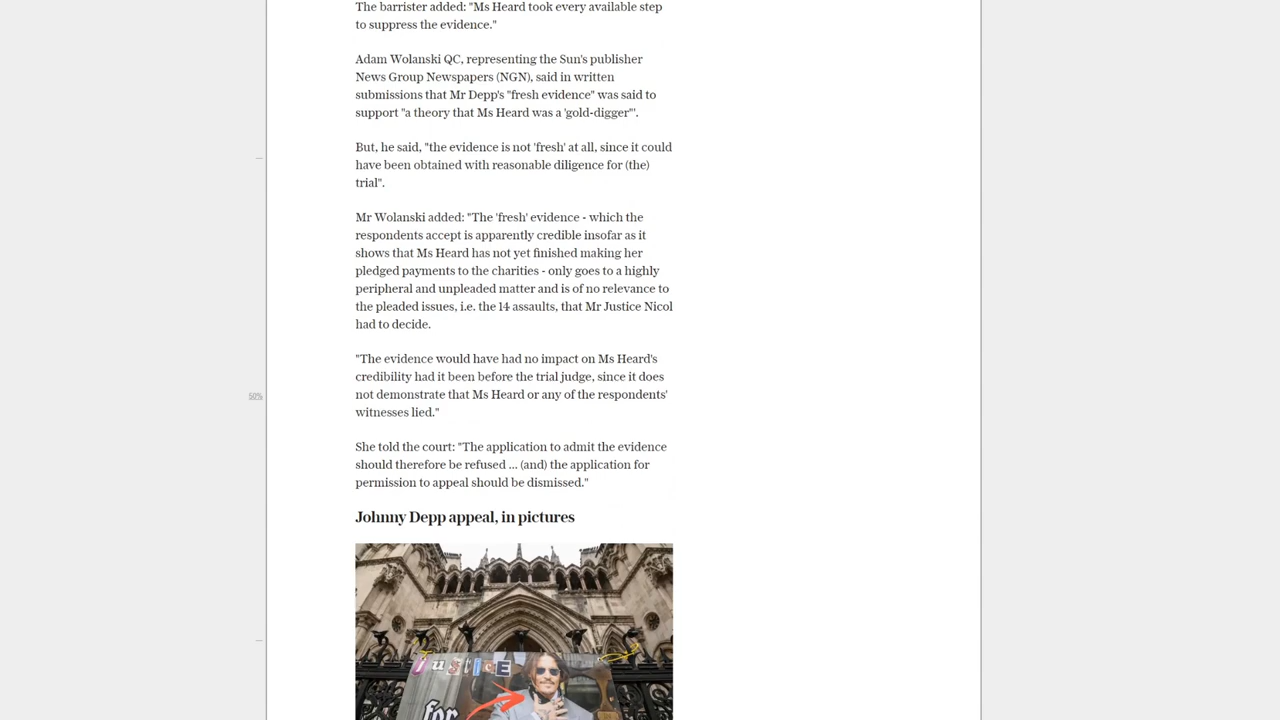 The barrister added: "Ms Heard took every available step
to suppress the evidence."
Adam Wolanski QC, representing the Sun's publisher
News Group Newspapers (NGN), said in written
submissions that Mr Depp's "fresh evidence" was said to
support "a theory that Ms Heard was a 'gold-digger'".
But, he said, "the evidence is not 'fresh' at all, since it could
have been obtained with reasonable diligence for (the)
trial".
Mr Wolanski added: "The 'fresh' evidence - which the
respondents accept is apparently credible insofar as it
shows that Ms Heard has not yet finished making her
pledged payments to the charities - only goes to a highly
peripheral and unpleaded matter and is of no relevance to
the pleaded issues, i.e. the 14 assaults, that Mr Justice Nicol
had to decide.
"The evidence would have had no impact on Ms Heard's
50%
credibility had it been before the trial judge, since it does
not demonstrate that Ms Heard or any of the respondents'
witnesses lied."
She told the court: "The application to admit the evidence
should therefore be refused ... (and) the application for
permission to appeal should be dismissed."
Johnny Depp appeal, in pictures
justice
for